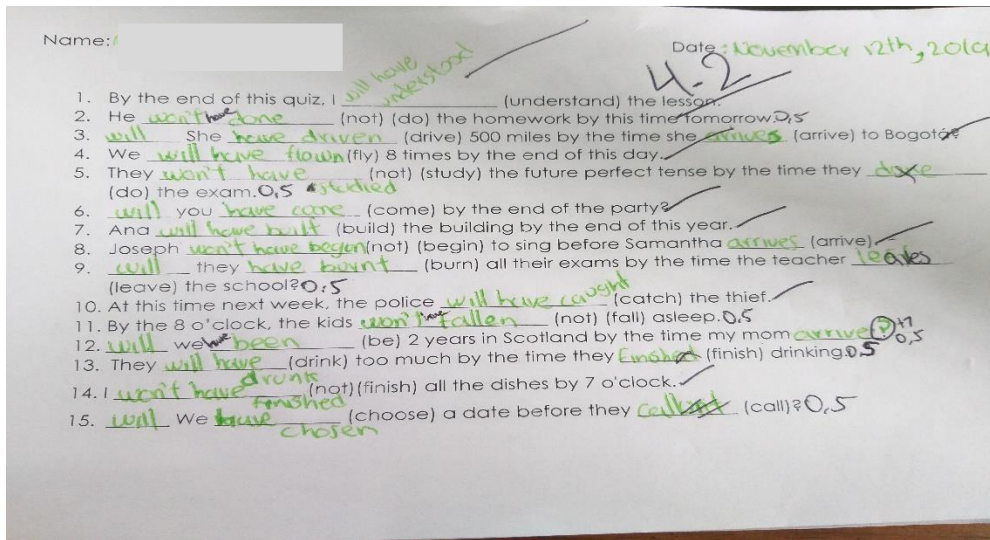 Name:
Date: November 12th, 2019
4.2
will have understood
1. By the end of this quiz, I ______ (understand) the lesson.
2. He won't have done (not) (do) the homework by this time tomorrow. 0,5
3. will She have driven (drive) 500 miles by the time she arrives (arrive) to Bogotá?
4. We will have flown (fly) 8 times by the end of this day.
5. They won't have (not) (study) the future perfect tense by the time they done
(do) the exam. 0,5 studied
6. will you have come (come) by the end of the party?
7. Ana will have built (build) the building by the end of this year.
8. Joseph won't have begun (not) (begin) to sing before Samantha arrives (arrive).
9. will they have burnt (burn) all their exams by the time the teacher leaves
(leave) the school? 0.5
10. At this time next week, the police will have caught (catch) the thief.
11. By the 8 o'clock, the kids won't have fallen (not) (fall) asleep. 0.5
12. will we have been (be) 2 years in Scotland by the time my mom arrive ? 0,5
13. They will have (drink) too much by the time they finished (finish) drinking. 0.5
drunk
14. I won't have (not) (finish) all the dishes by 7 o'clock.
finished
15. will We have (choose) a date before they called (call)? 0.5
chosen